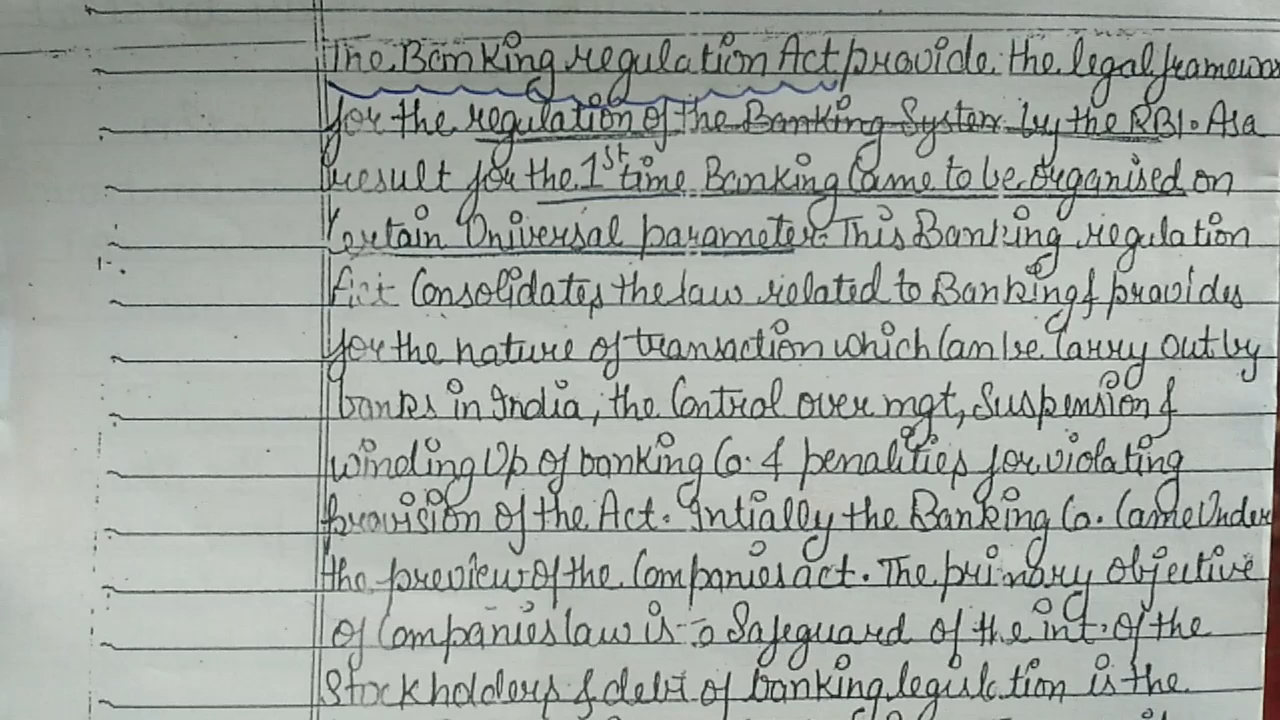 The Banking regulation Act provide the legal framewor
for the regulation of the Banking System by the RBI. As a
result for the 1st time Banking Came to be organised on
Certain Universal parameter. This Banking regulation
Act Consolidates the law related to Banking & provides
for the nature of transaction which Can be Carry out by
banks in India, the Control over mgt, Suspension &
winding Up of banking Co. & penalities for violating
provision of the Act. Intially the Banking Co. Came Under
the preview of the Companies act. The primary objective
of Companies law is a Safeguard of the int. of the
Stock holders & debt of banking legislation is the